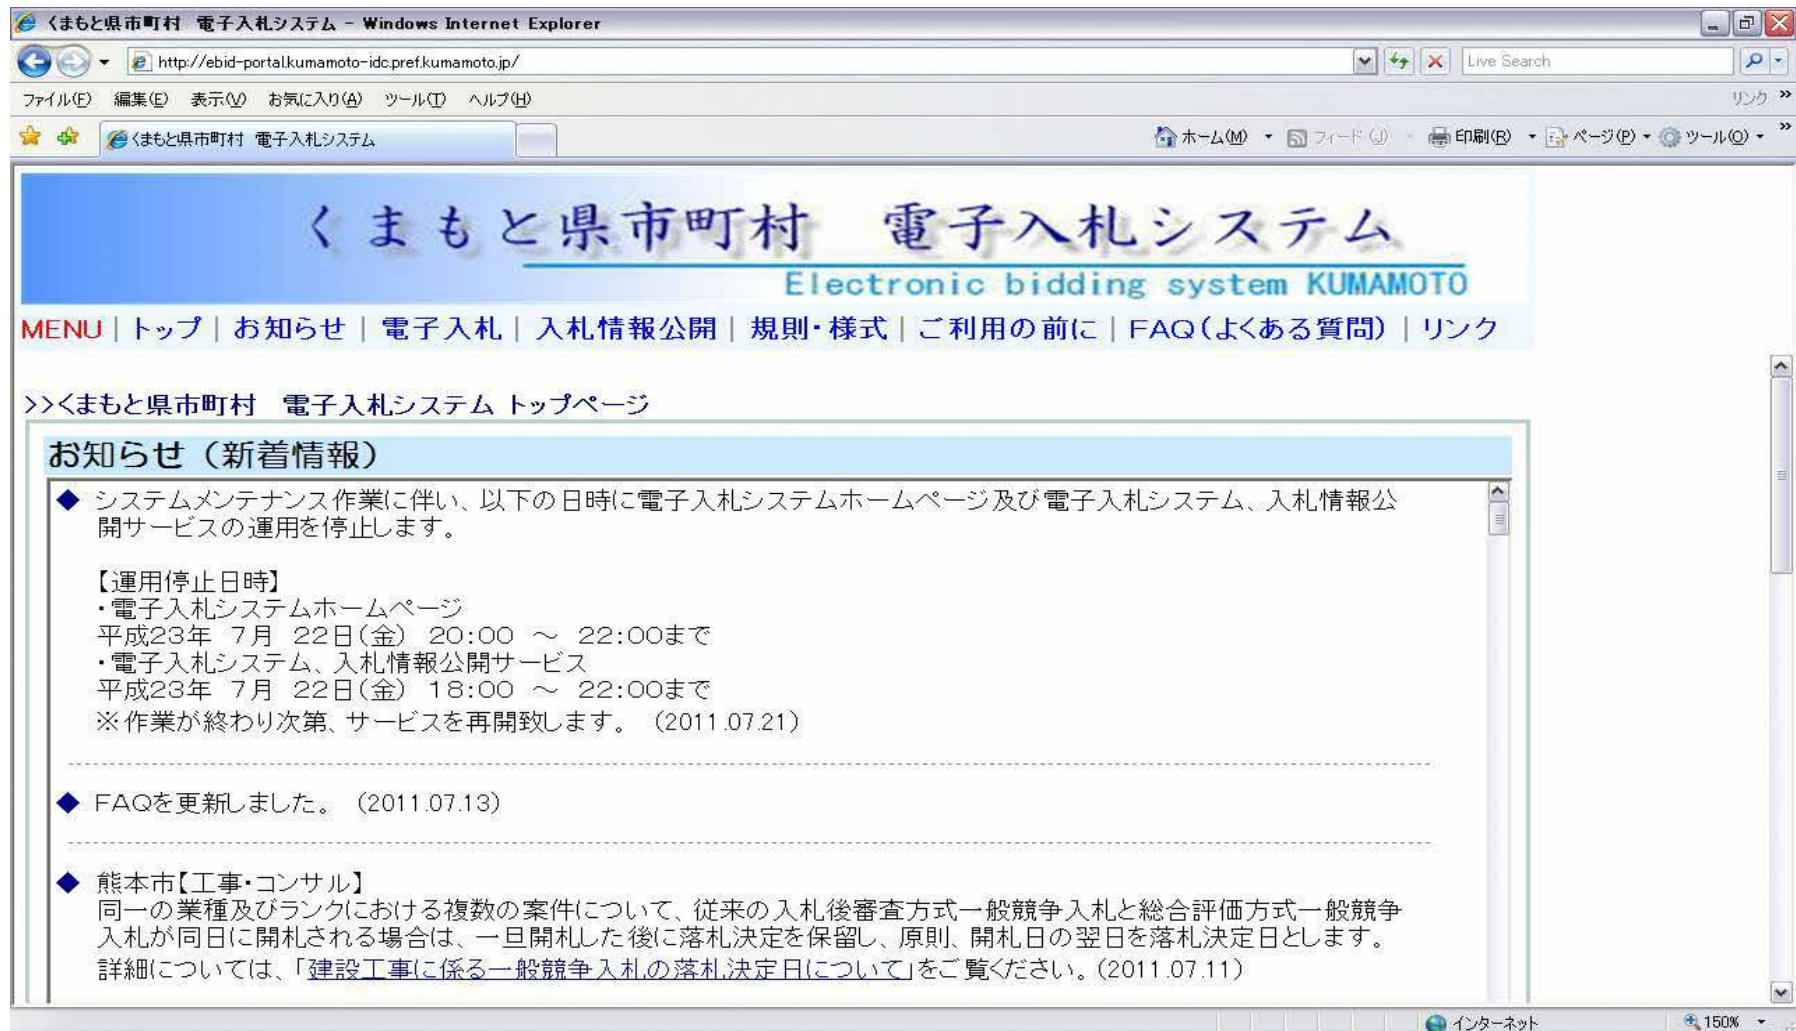 くまもと県市町村　電子入札システム - Windows Internet Explorer
http://ebid-portal.kumamoto-idc.pref.kumamoto.jp/
Live Search
ファイル(F) 編集(E) 表示(V) お気に入り(A) ツール(T) ヘルプ(H)
リンク »
くまもと県市町村　電子入札システム
ホーム(M) フィード(J) 印刷(R) ページ(P) ツール(O) »
くまもと県市町村　電子入札システム
Electronic bidding system KUMAMOTO
MENU｜トップ｜お知らせ｜電子入札｜入札情報公開｜規則・様式｜ご利用の前に｜FAQ（よくある質問）｜リンク
>>くまもと県市町村　電子入札システム トップページ
お知らせ（新着情報）
◆ システムメンテナンス作業に伴い、以下の日時に電子入札システムホームページ及び電子入札システム、入札情報公
開サービスの運用を停止します。
【運用停止日時】
・電子入札システムホームページ
平成23年 7月 22日(金) 20:00 ～ 22:00まで
・電子入札システム、入札情報公開サービス
平成23年 7月 22日(金) 18:00 ～ 22:00まで
※作業が終わり次第、サービスを再開致します。（2011.07.21）
◆ FAQを更新しました。（2011.07.13）
◆ 熊本市【工事・コンサル】
同一の業種及びランクにおける複数の案件について、従来の入札後審査方式一般競争入札と総合評価方式一般競争
入札が同日に開札される場合は、一旦開札した後に落札決定を保留し、原則、開札日の翌日を落札決定日とします。
詳細については、「建設工事に係る一般競争入札の落札決定日について」をご覧ください。（2011.07.11）
インターネット
150%